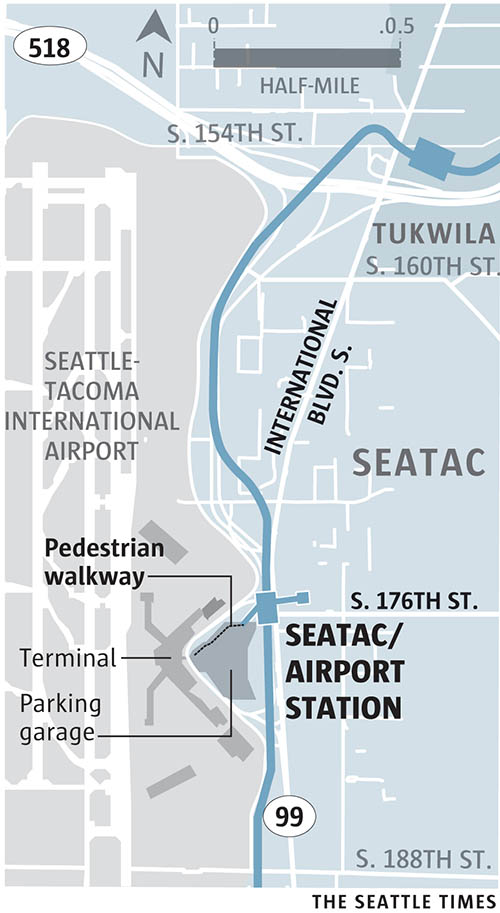 518
N
0
.0.5
HALF-MILE
S. 154TH ST.
TUKWILA
S. 160TH ST.
INTERNATIONAL
BLVD. S.
SEATTLE-
TACOMA
INTERNATIONAL
AIRPORT
SEATAC
Pedestrian
walkway
S. 176TH ST.
SEATAC/
AIRPORT
STATION
Terminal
Parking
garage
99
S. 188TH ST.
THE SEATTLE TIMES